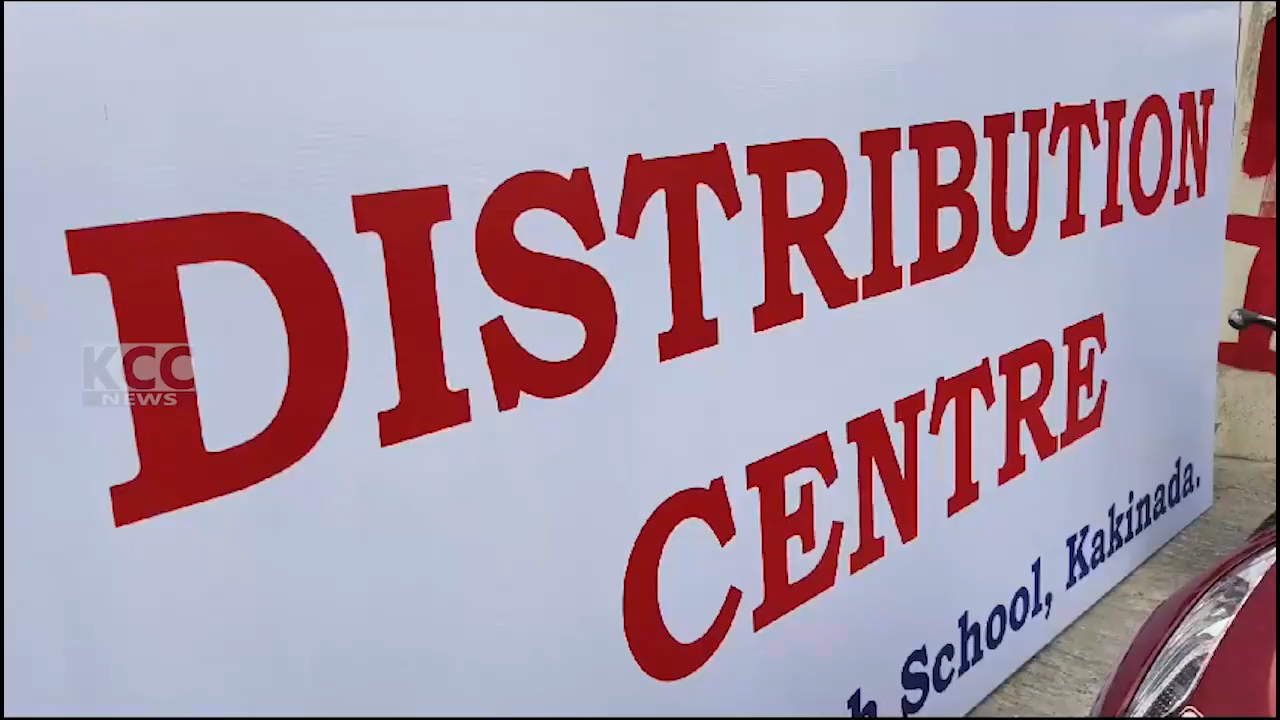 DISTRIBUTION
CENTRE
School, Kakinada.
KCC
NEWS